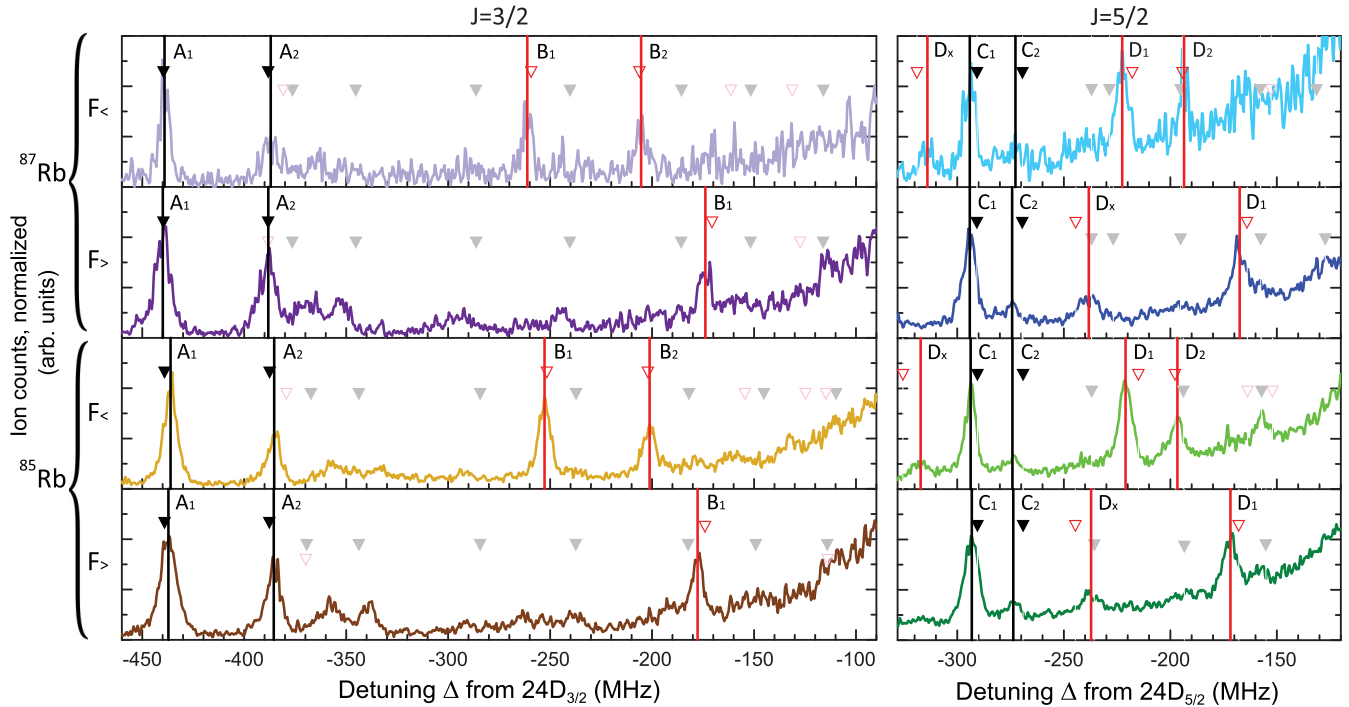 J=3/2 J=5/2
A1 A2 B1 B2 Dx C1 C2 D1 D2
F<
87Rb
A1 A2 B1 C1 C2 Dx D1
F>
Ion counts, normalized
(arb. units)
A1 A2 B1 B2 Dx C1 C2 D1 D2
F<
85Rb
A1 A2 B1 C1 C2 Dx D1
F>
-450 -400 -350 -300 -250 -200 -150 -100 -300 -250 -200 -150
Detuning Δ from 24D3/2 (MHz) Detuning Δ from 24D5/2 (MHz)